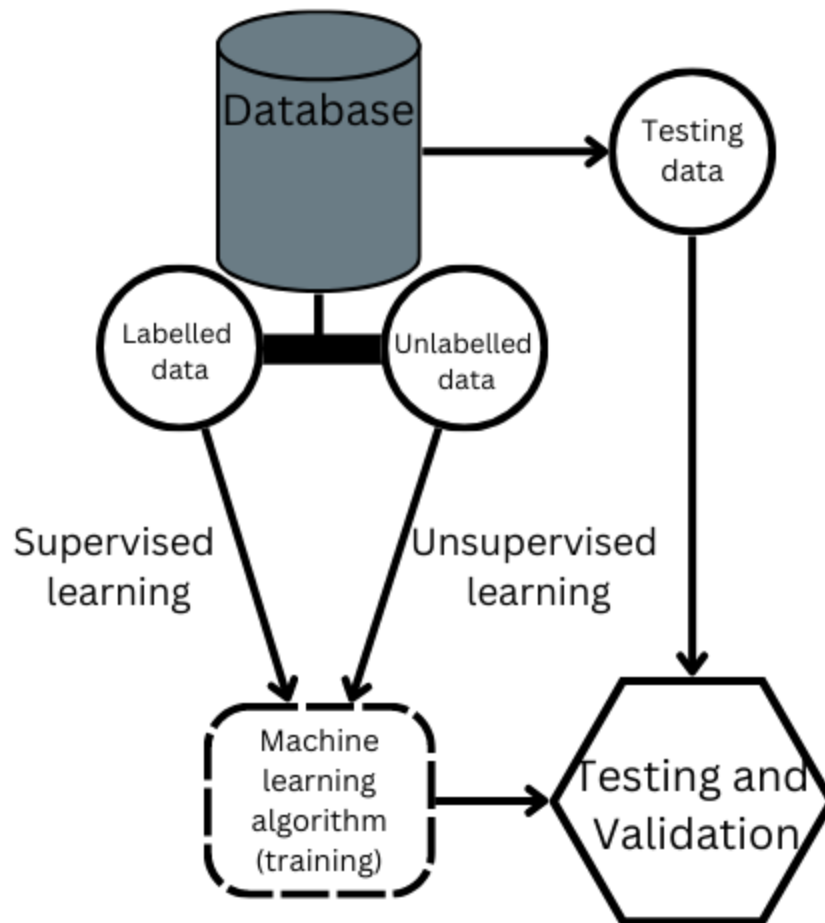 Database
Testing
data
Labelled
data
Unlabelled
data
Supervised
learning
Unsupervised
learning
Machine
learning
algorithm
(training)
Testing and
Validation